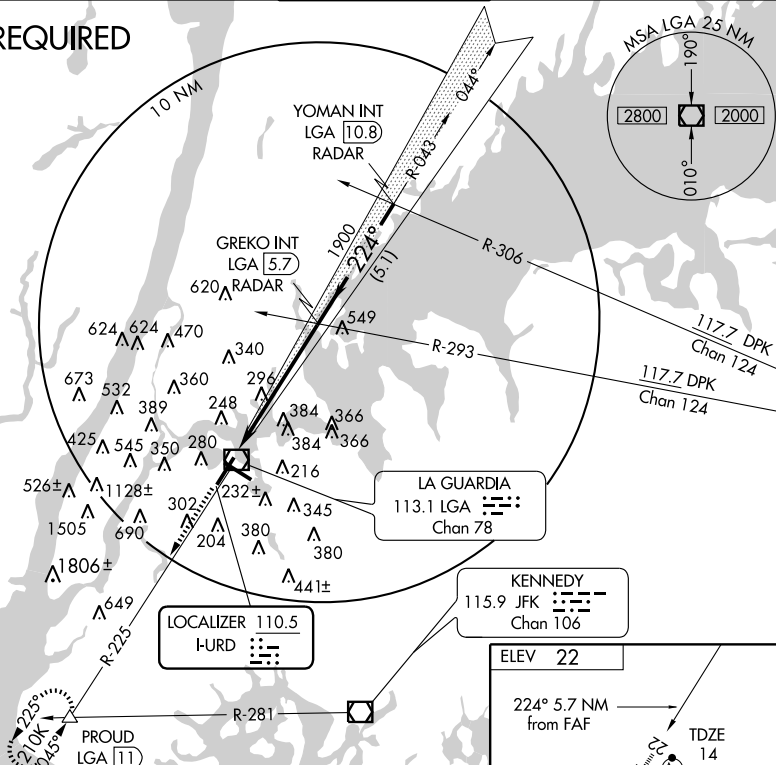 REQUIRED
10 NM
MSA LGA 25 NM
190°
2800
2000
010°
044°
R-043
YOMAN INT
LGA 10.8
RADAR
1900
224°
(5.1)
R-306
GREKO INT
LGA 5.7
RADAR
620
549
R-293
117.7 DPK
Chan 124
117.7 DPK
Chan 124
624
624
470
340
673
532
360
296
389
248
384
366
384
366
425
545
350
280
216
526±
1128±
302
232±
345
1505
690
204
380
380
1806±
441±
649
LA GUARDIA
113.1 LGA
Chan 78
KENNEDY
115.9 JFK
Chan 106
LOCALIZER 110.5
I-URD
R-225
R-281
225°
210K
045°
PROUD
LGA 11
ELEV 22
224° 5.7 NM
from FAF
TDZE
14
22